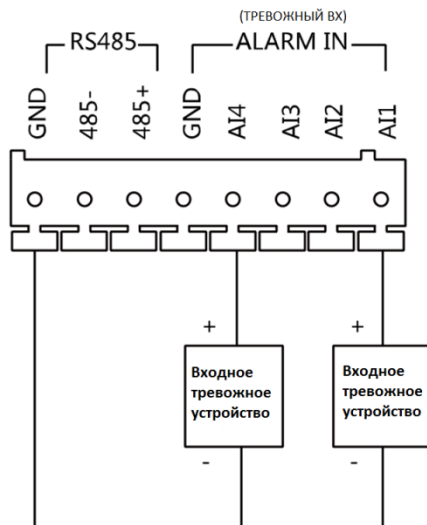 (ТРЕВОЖНЫЙ ВХ)
RS485 ALARM IN
GND 485- 485+ GND AI4 AI3 AI2 AI1
+ +
Входное Входное
тревожное тревожное
устройство устройство
- -